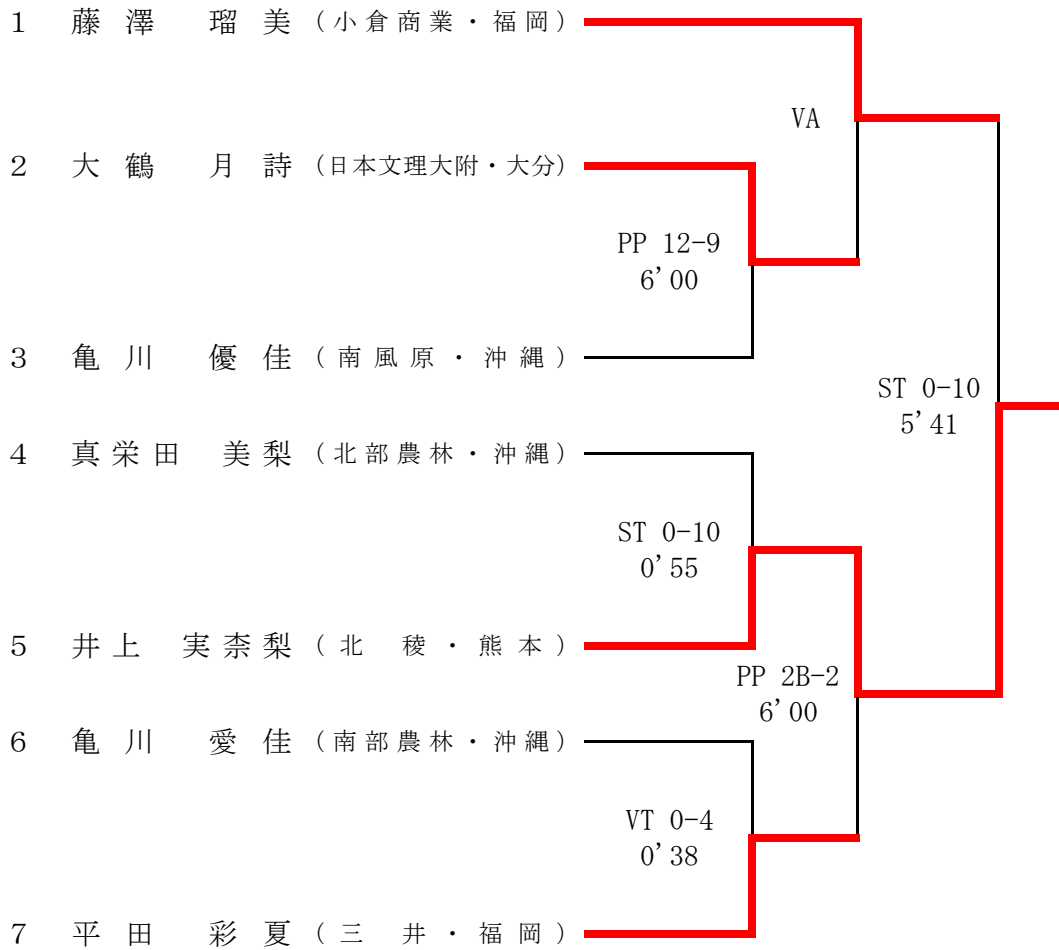 1 藤澤 瑠美 (小倉商業・福岡)
VA
2 大鶴 月詩 (日本文理大附・大分)
PP 12-9
6'00
3 亀川 優佳 (南風原・沖縄)
ST 0-10
5'41
4 真栄田 美梨 (北部農林・沖縄)
ST 0-10
0'55
5 井上 実奈梨 (北稜・熊本)
PP 2B-2
6'00
6 亀川 愛佳 (南部農林・沖縄)
VT 0-4
0'38
7 平田 彩夏 (三井・福岡)